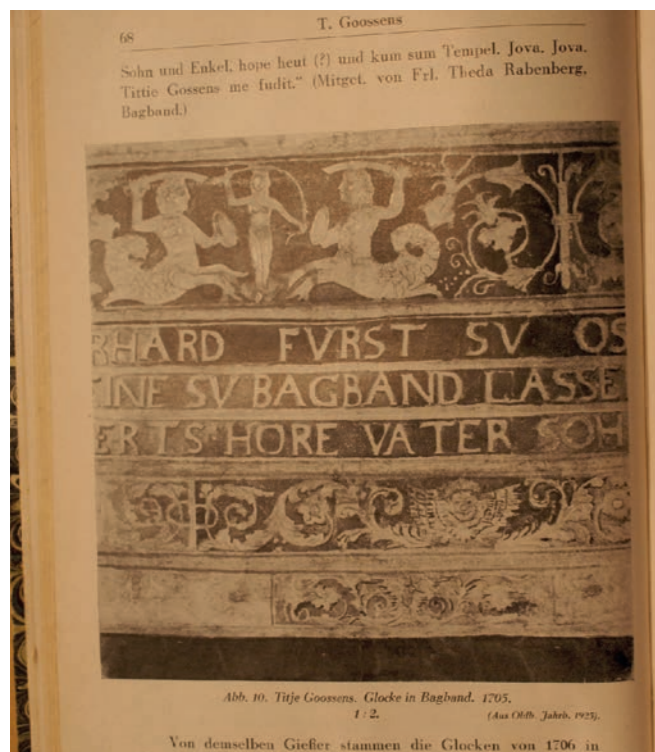 68
T. Goossens
Sohn und Enkel, hope heut (?) und kum sum Tempel. Jova. Jova.
Tittie Gossens me fudit.“ (Mitget. von Frl. Theda Rabenberg,
Bagband.)
RHARD FVRST SV OS
INE SV BAGBAND LASSE
ERTS HORE VATER SOH
Abb. 10. Titje Goossens. Glocke in Bagband. 1705.
1 : 2.
(Aus Oldb. Jahrb. 1925).
Von demselben Gießer stammen die Glocken von 1706 in